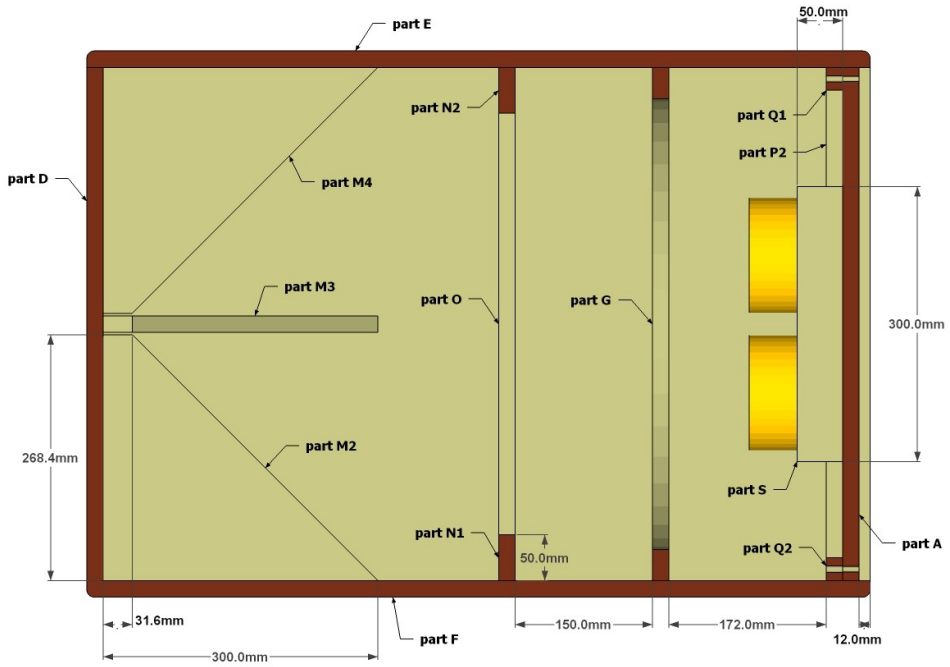 50.0mm
part E
part N2
part Q1
part P2
part D
part M4
part M3
part O
part G
300.0mm
268.4mm
part M2
part S
part N1
50.0mm
part Q2
part A
31.6mm
150.0mm
172.0mm
12.0mm
part F
300.0mm